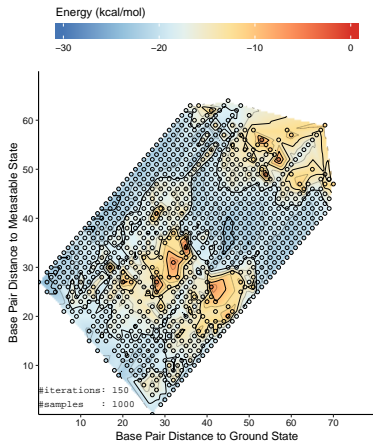 Energy (kcal/mol)
−30 −20 −10 0
Base Pair Distance to Metastable State
60
50
40
30
20
10
#iterations: 150
#samples : 1000
10 20 30 40 50 60 70
Base Pair Distance to Ground State